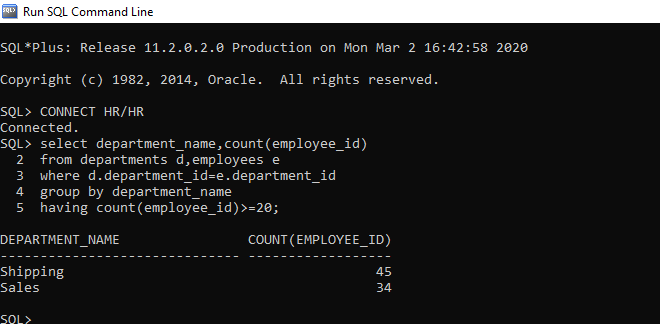 SQL> Run SQL Command Line
SQL*Plus: Release 11.2.0.2.0 Production on Mon Mar 2 16:42:58 2020
Copyright (c) 1982, 2014, Oracle.  All rights reserved.
SQL> CONNECT HR/HR
Connected.
SQL> select department_name,count(employee_id)
  2  from departments d,employees e
  3  where d.department_id=e.department_id
  4  group by department_name
  5  having count(employee_id)>=20;
DEPARTMENT_NAME                COUNT(EMPLOYEE_ID)
------------------------------ ------------------
Shipping                                       45
Sales                                          34
SQL>